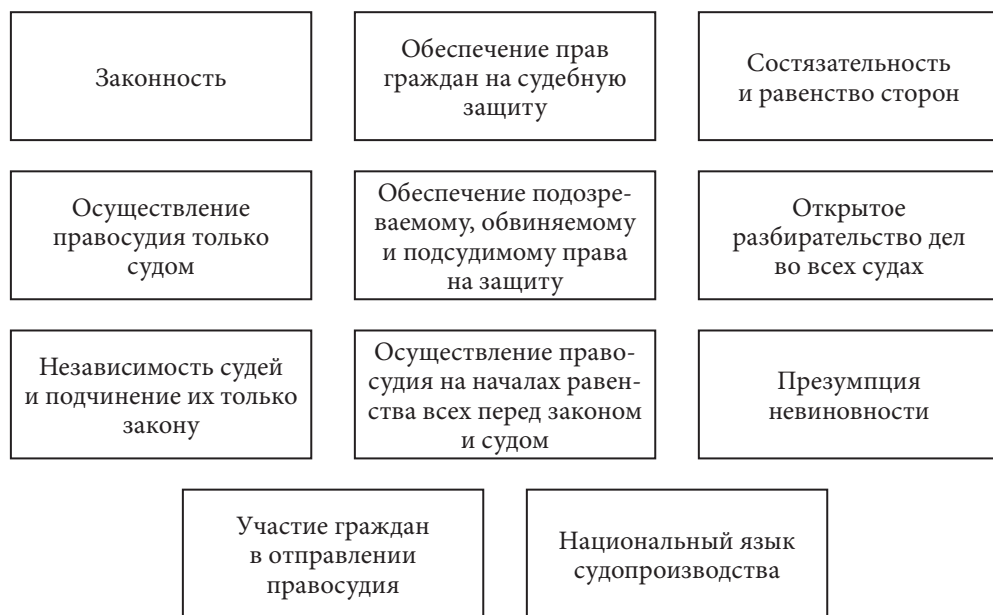 Законность
Обеспечение прав
граждан на судебную
защиту
Состязательность
и равенство сторон
Осуществление
правосудия только
судом
Обеспечение подозре-
ваемому, обвиняемому
и подсудимому права
на защиту
Открытое
разбирательство дел
во всех судах
Независимость судей
и подчинение их только
закону
Осуществление право-
судия на началах равен-
ства всех перед законом
и судом
Презумпция
невиновности
Участие граждан
в отправлении
правосудия
Национальный язык
судопроизводства